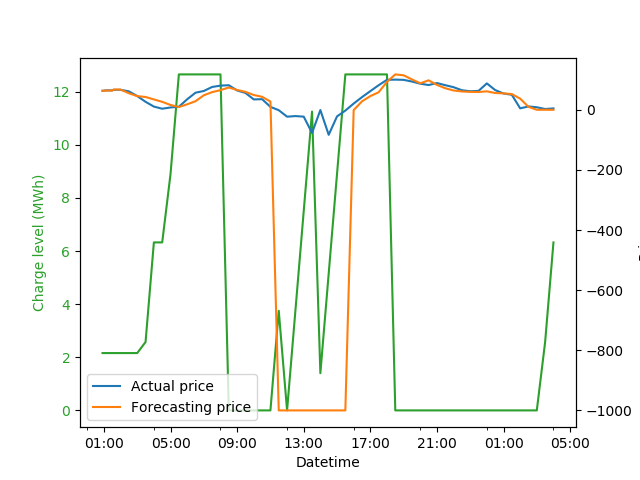 12
10
8
6
4
2
0
Charge level (MWh)
0
−200
−400
−600
−800
−1000
Actual price
Forecasting price
01:00 05:00 09:00 13:00 17:00 21:00 01:00 05:00
Datetime